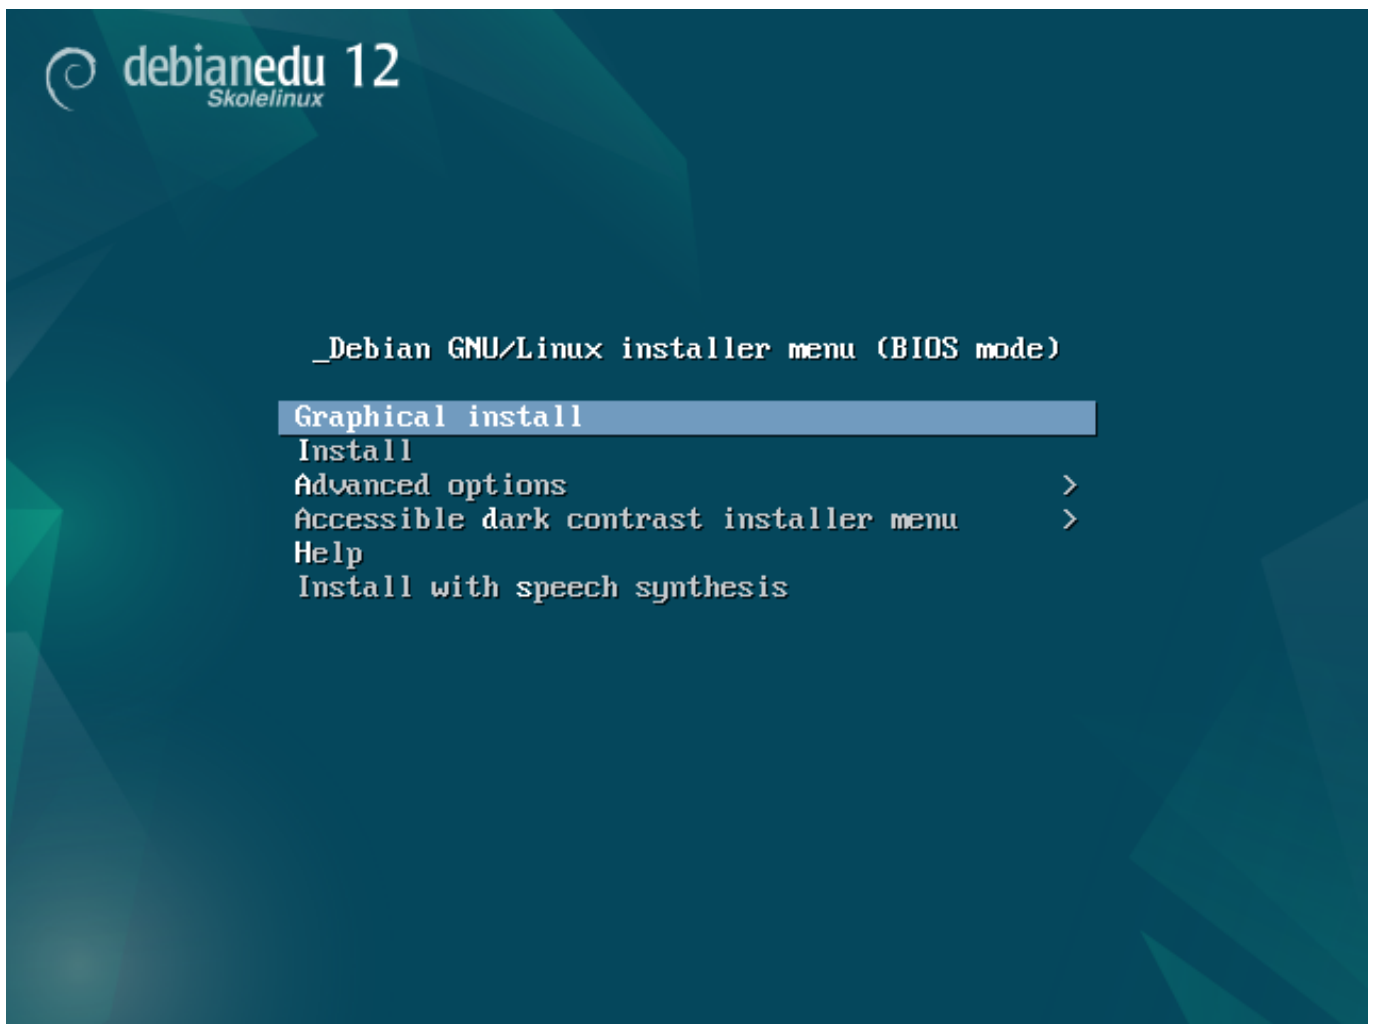 debianedu 12
Skolelinux
_Debian GNU/Linux installer menu (BIOS mode)
Graphical install
Install
Advanced options >
Accessible dark contrast installer menu >
Help
Install with speech synthesis